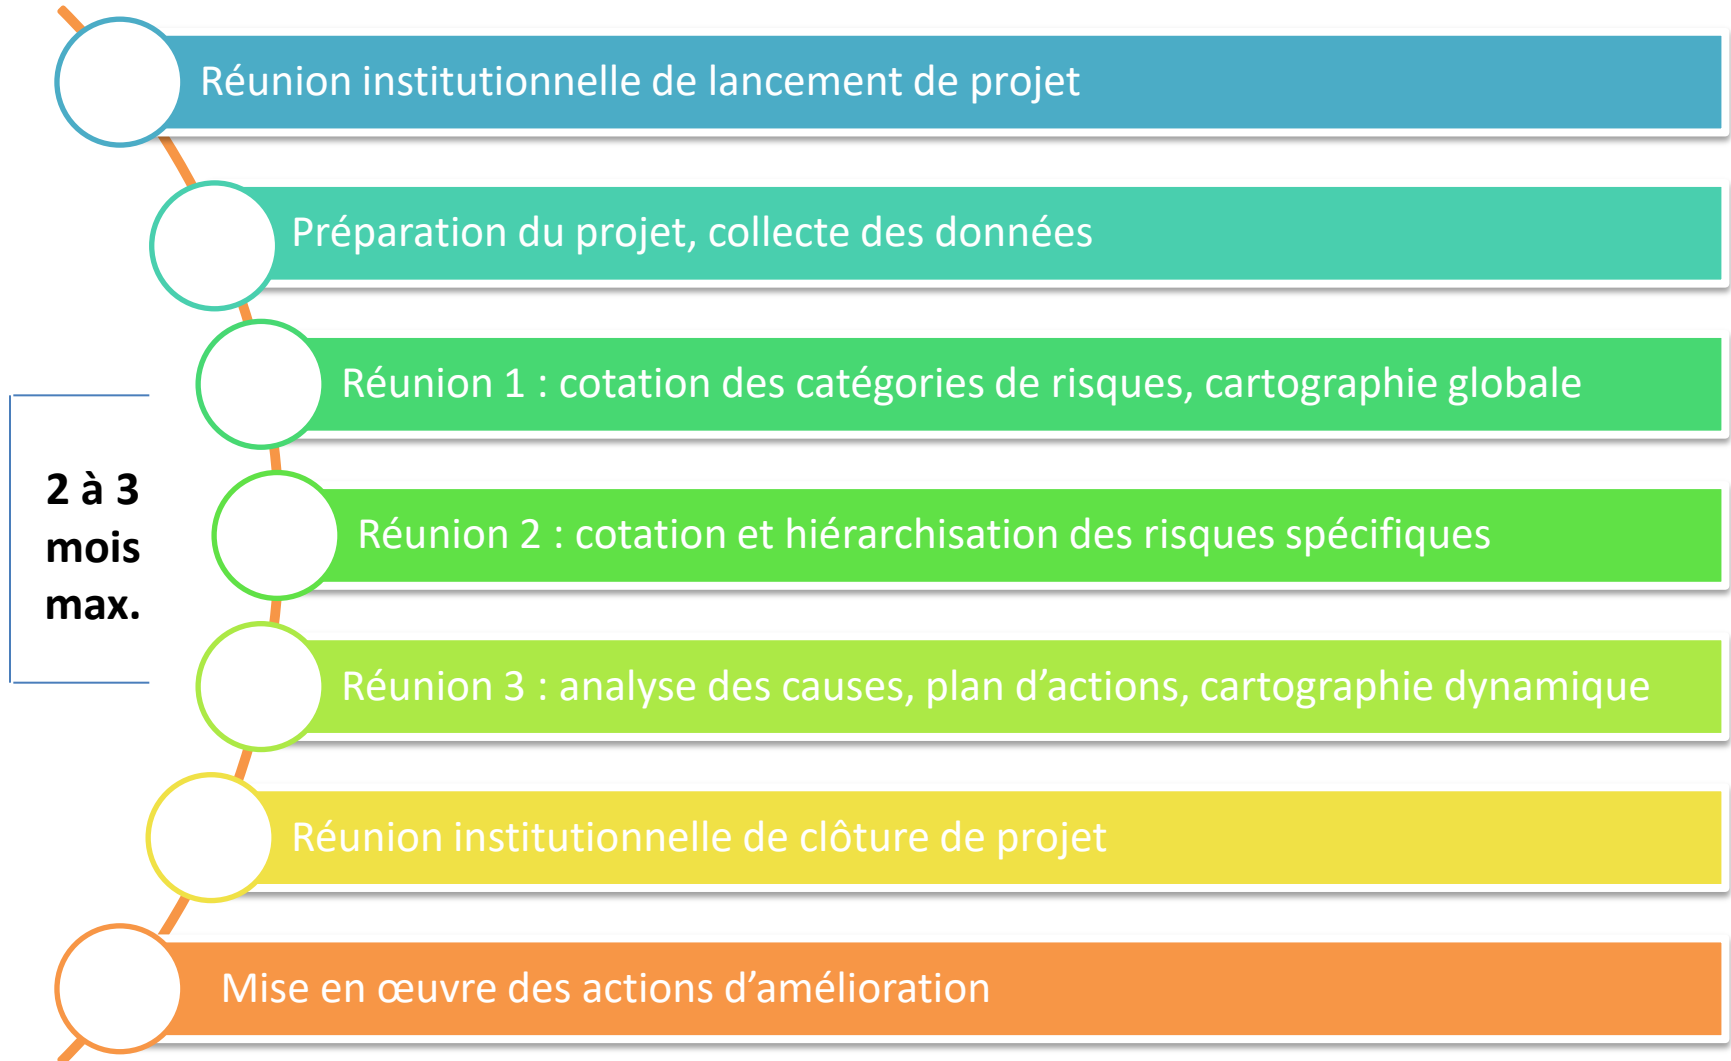 Réunion institutionnelle de lancement de projet
Préparation du projet, collecte des données
Réunion 1 : cotation des catégories de risques, cartographie globale
2 à 3
mois
max.
Réunion 2 : cotation et hiérarchisation des risques spécifiques
Réunion 3 : analyse des causes, plan d’actions, cartographie dynamique
Réunion institutionnelle de clôture de projet
Mise en œuvre des actions d’amélioration